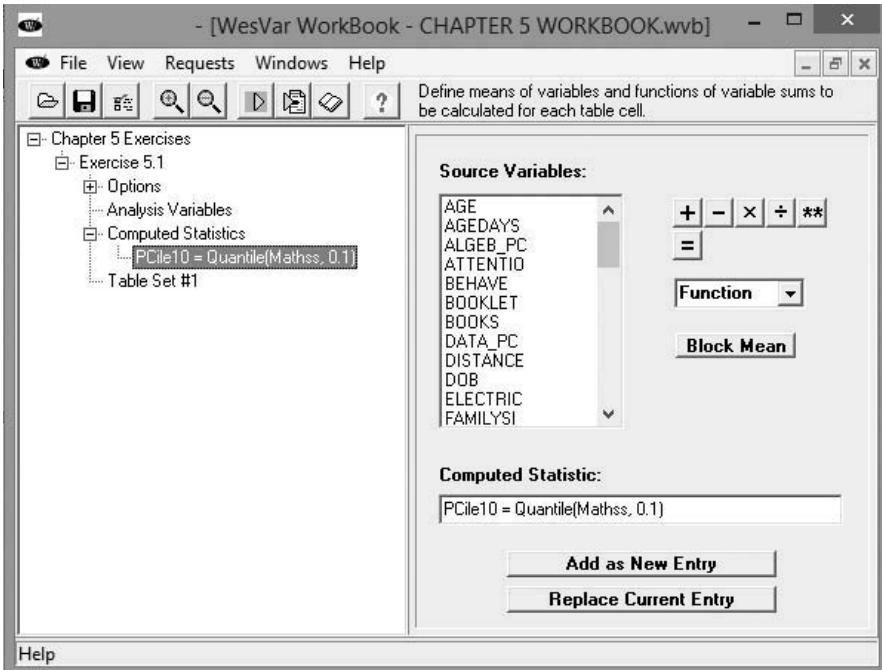 - [WesVar WorkBook - CHAPTER 5 WORKBOOK.wvb]
File View Requests Windows Help
Define means of variables and functions of variable sums to
be calculated for each table cell.
Chapter 5 Exercises
Exercise 5.1
Options
Analysis Variables
Computed Statistics
PCile10 = Quantile(Mathss, 0.1)
Table Set #1
Source Variables:
AGE
AGEDAYS
ALGEB_PC
ATTENTIO
BEHAVE
BOOKLET
BOOKS
DATA_PC
DISTANCE
DOB
ELECTRIC
FAMILYSI
+ − × ÷ **
=
Function
Block Mean
Computed Statistic:
PCile10 = Quantile(Mathss, 0.1)
Add as New Entry
Replace Current Entry
Help